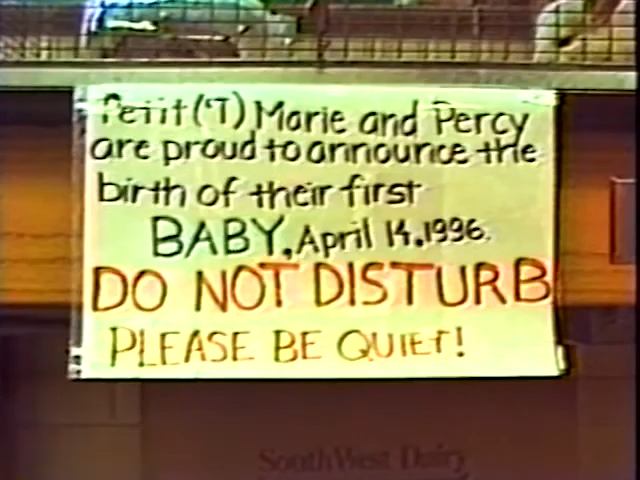 Petit('T) Marie and Percy
are proud to announce the
birth of their first
BABY, April 14, 1996.
DO NOT DISTURB
PLEASE BE QUIET!
SouthWest Dairy